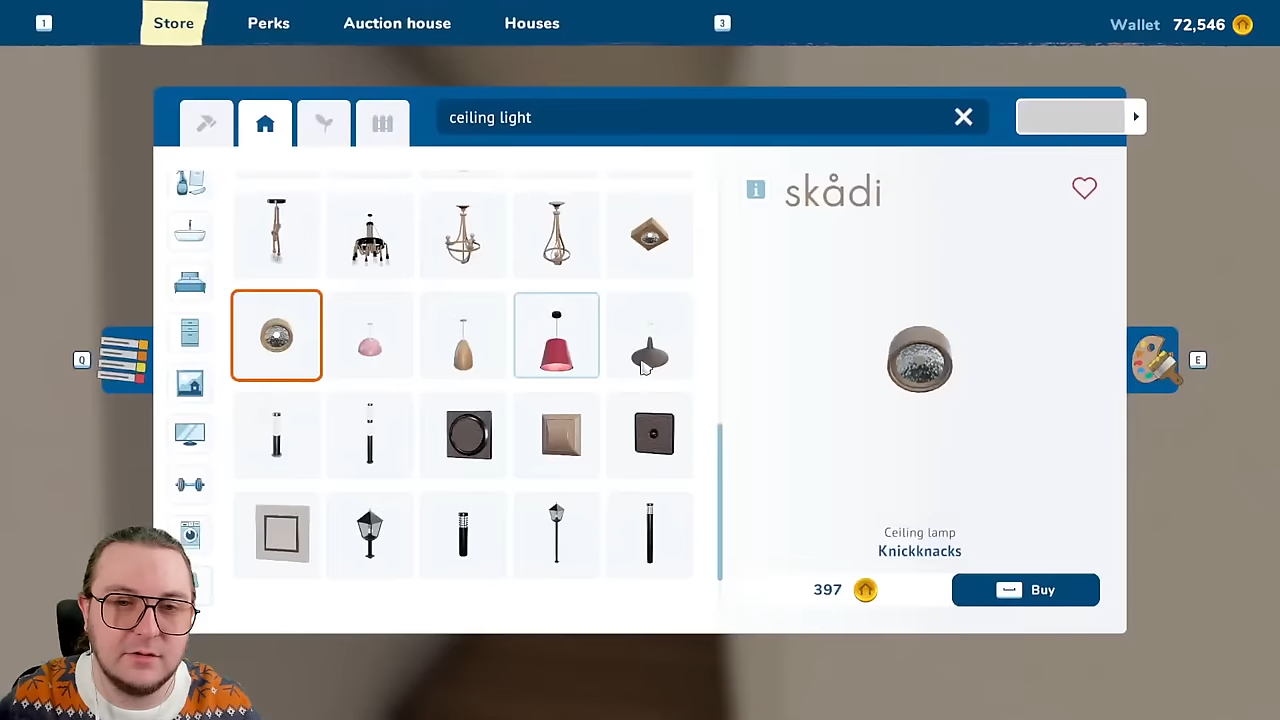 1
Store
Perks
Auction house
Houses
3
Wallet 72,546
ceiling light
skådi
Q
E
Ceiling lamp
Knickknacks
397
Buy